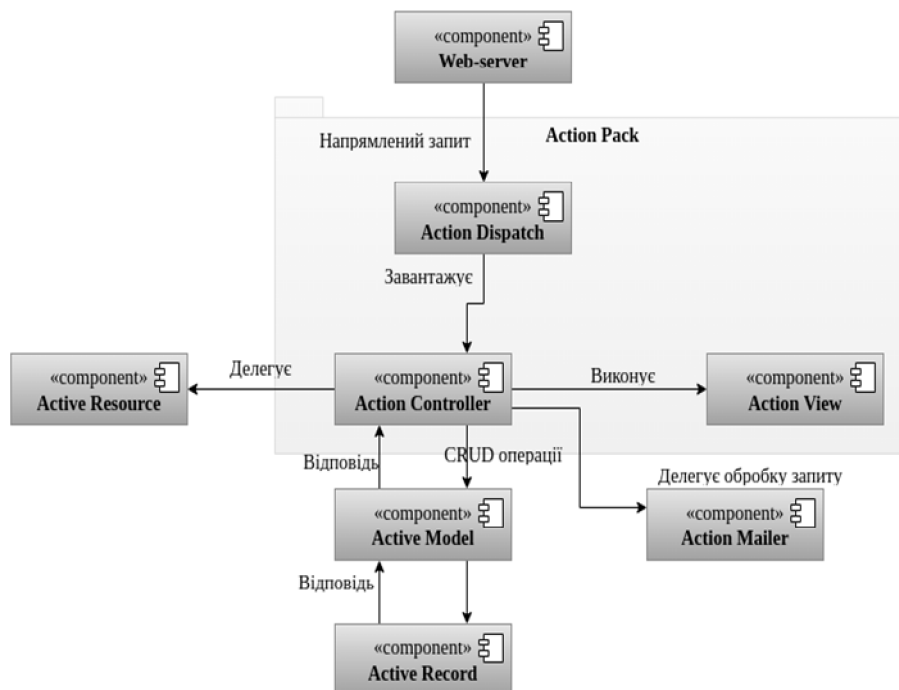 «component»
Web-server
Action Pack
Напрямлений запит
«component»
Action Dispatch
Завантажує
«component»
Active Resource
Делегує
«component»
Action Controller
Виконує
«component»
Action View
Відповідь
CRUD операції
Делегує обробку запиту
«component»
Active Model
«component»
Action Mailer
Відповідь
«component»
Active Record